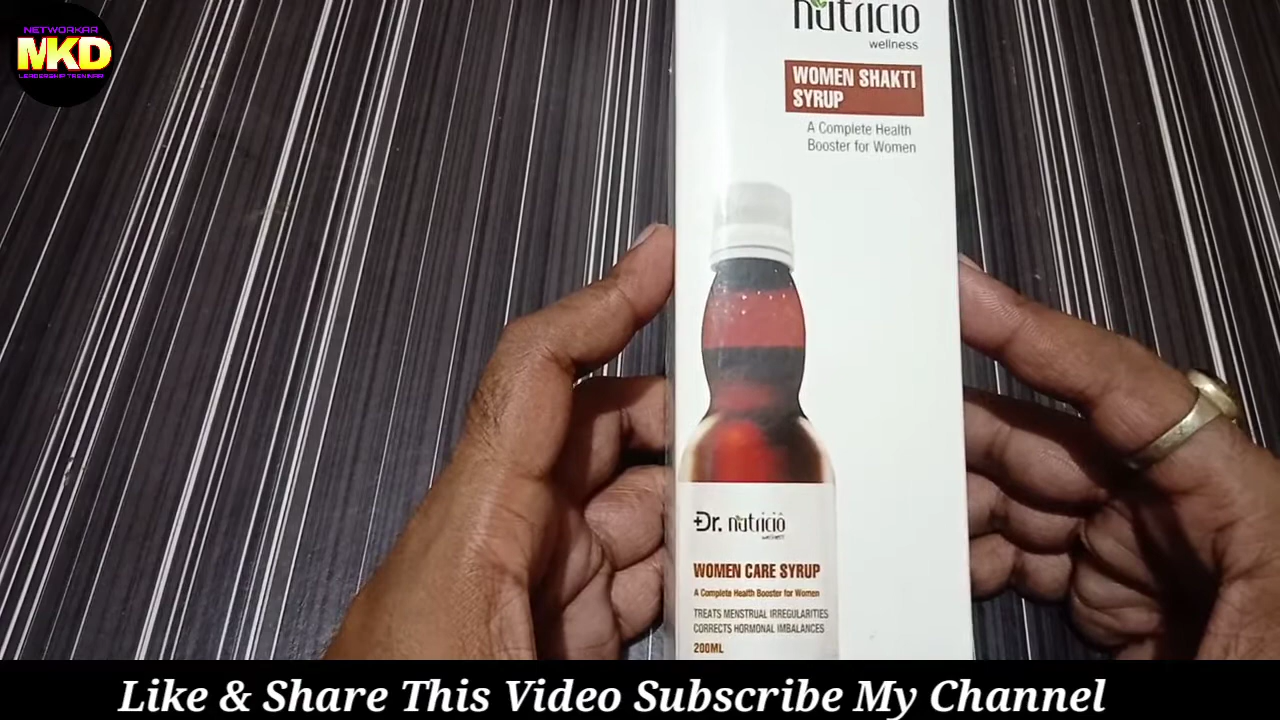 NETWORKAR
MKD
nutricio
wellness
WOMEN SHAKTI
SYRUP
A Complete Health
Booster for Women
Dr. nutricio
wellness
WOMEN CARE SYRUP
A Complete Health Booster for Women
TREATS MENSTRUAL IRREGULARITIES
CORRECTS HORMONAL IMBALANCES
200ML
Like & Share This Video Subscribe My Channel